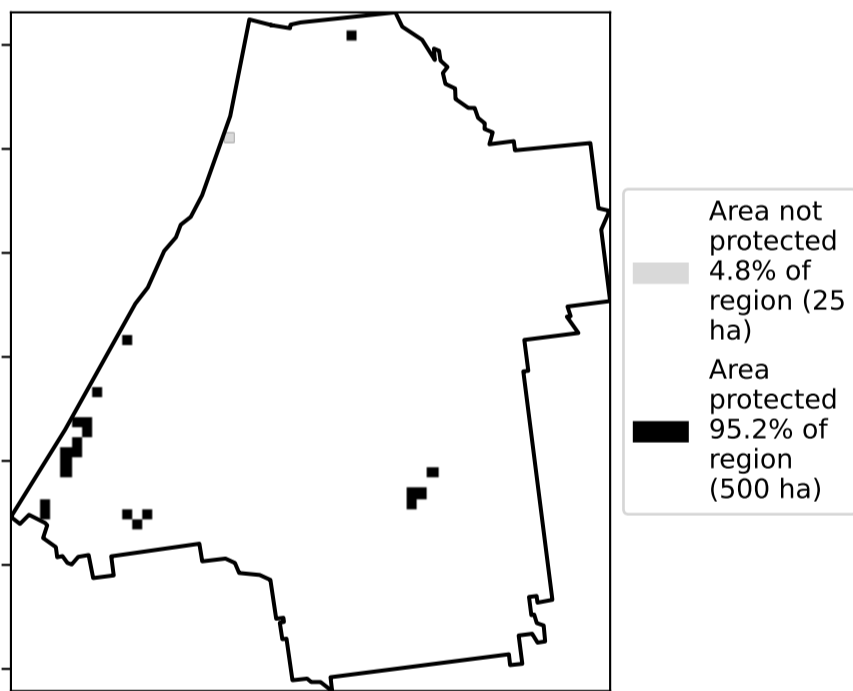 Area not
protected
4.8% of
region (25
ha)
Area
protected
95.2% of
region
(500 ha)